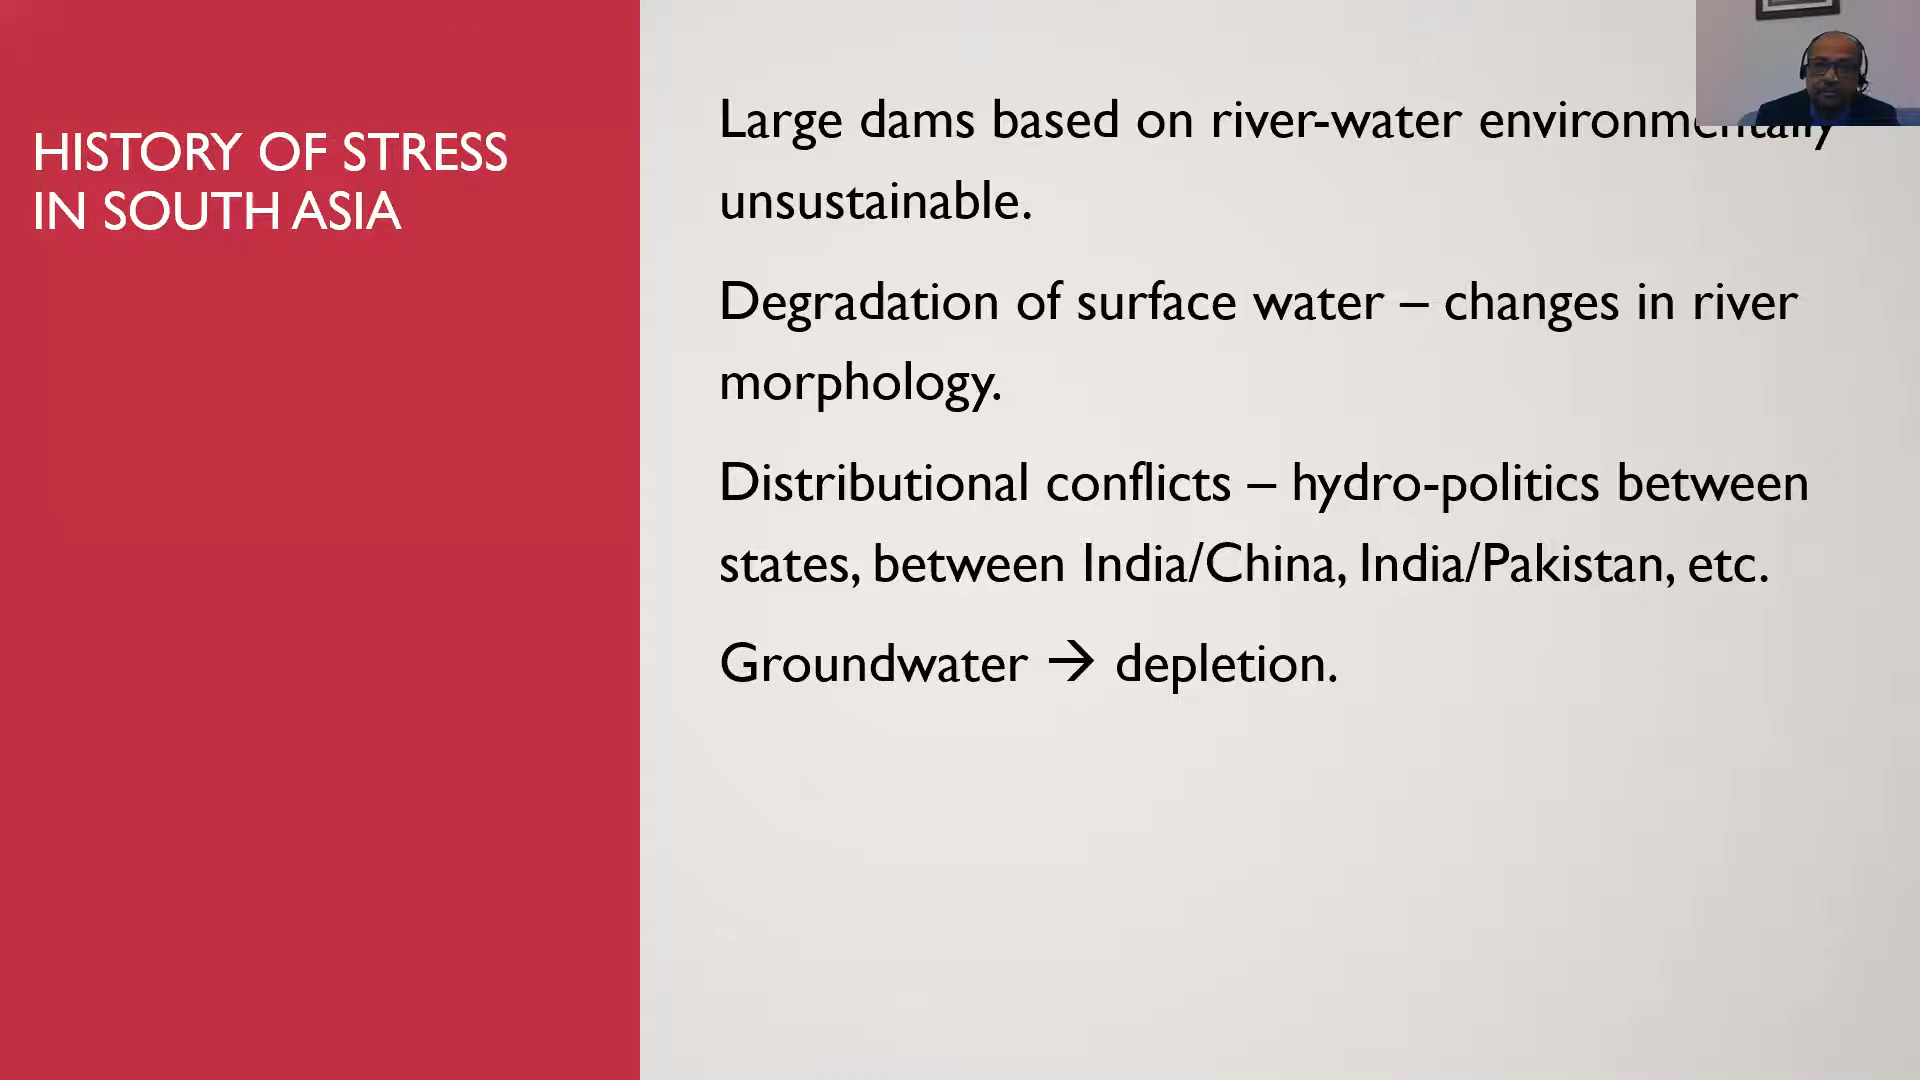 HISTORY OF STRESS
IN SOUTH ASIA
Large dams based on river-water environmentally
unsustainable.
Degradation of surface water – changes in river
morphology.
Distributional conflicts – hydro-politics between
states, between India/China, India/Pakistan, etc.
Groundwater → depletion.